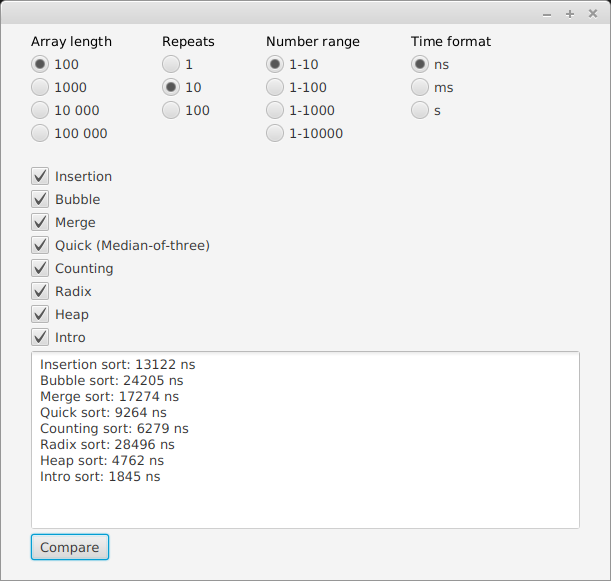 Array length Repeats Number range Time format
100 1 1-10 ns
1000 10 1-100 ms
10 000 100 1-1000 s
100 000 1-10000
Insertion
Bubble
Merge
Quick (Median-of-three)
Counting
Radix
Heap
Intro
Insertion sort: 13122 ns
Bubble sort: 24205 ns
Merge sort: 17274 ns
Quick sort: 9264 ns
Counting sort: 6279 ns
Radix sort: 28496 ns
Heap sort: 4762 ns
Intro sort: 1845 ns
Compare